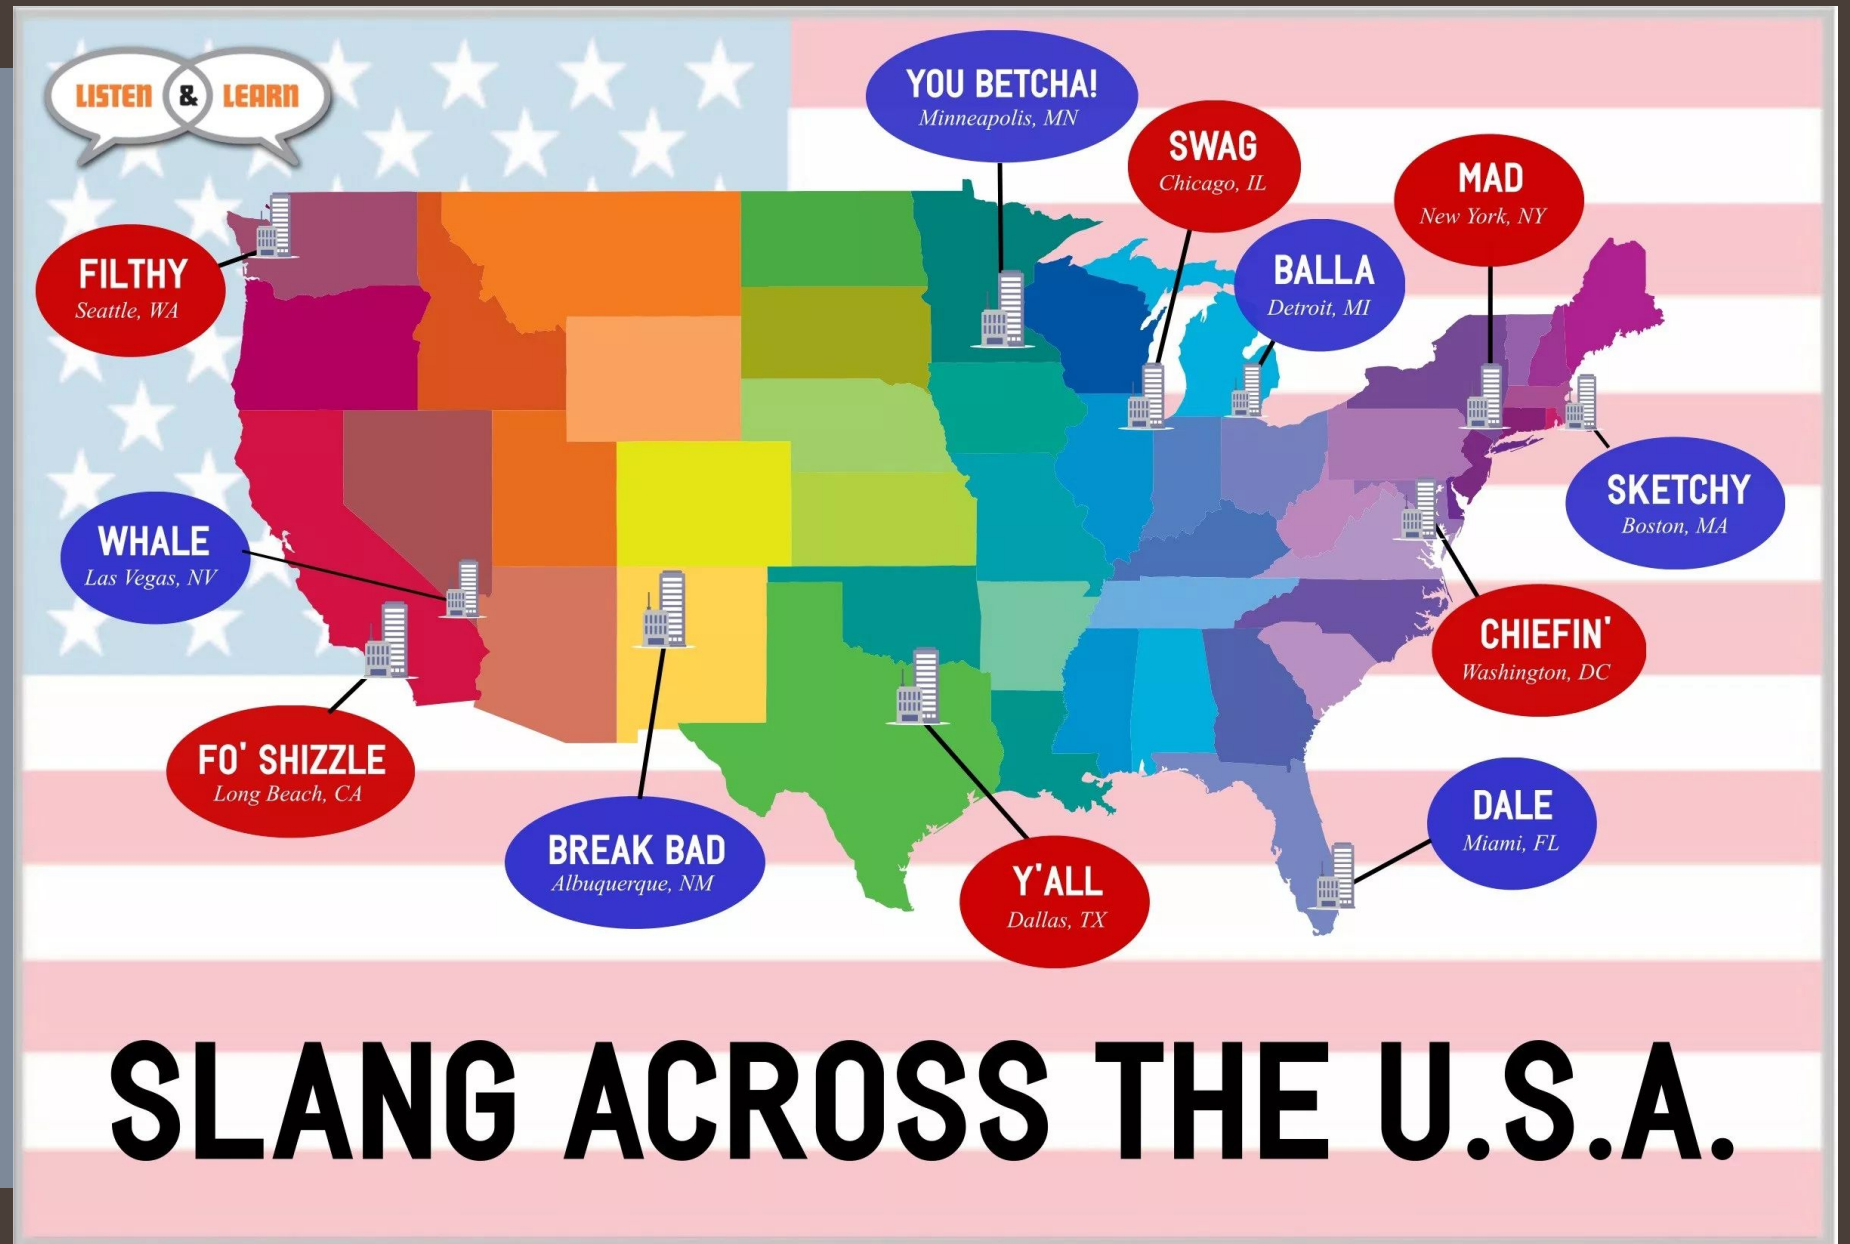 LISTEN & LEARN
YOU BETCHA!
Minneapolis, MN
SWAG
Chicago, IL
MAD
New York, NY
BALLA
Detroit, MI
FILTHY
Seattle, WA
SKETCHY
Boston, MA
WHALE
Las Vegas, NV
CHIEFIN'
Washington, DC
FO' SHIZZLE
Long Beach, CA
BREAK BAD
Albuquerque, NM
Y'ALL
Dallas, TX
DALE
Miami, FL
SLANG ACROSS THE U.S.A.